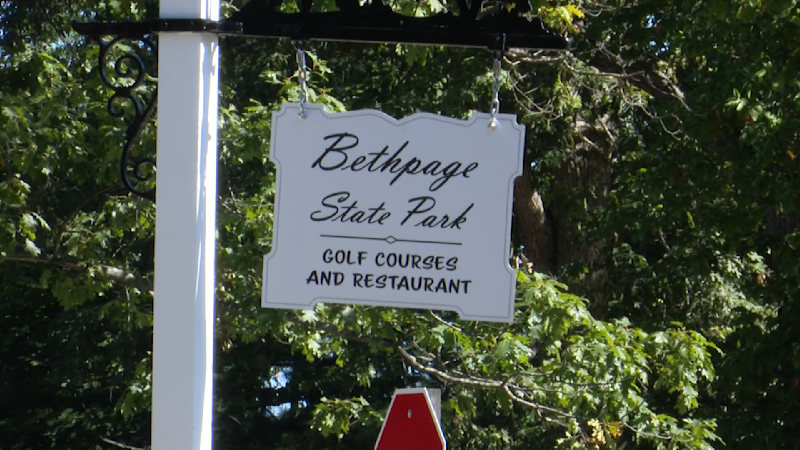 Bethpage
State Park
GOLF COURSES
AND RESTAURANT